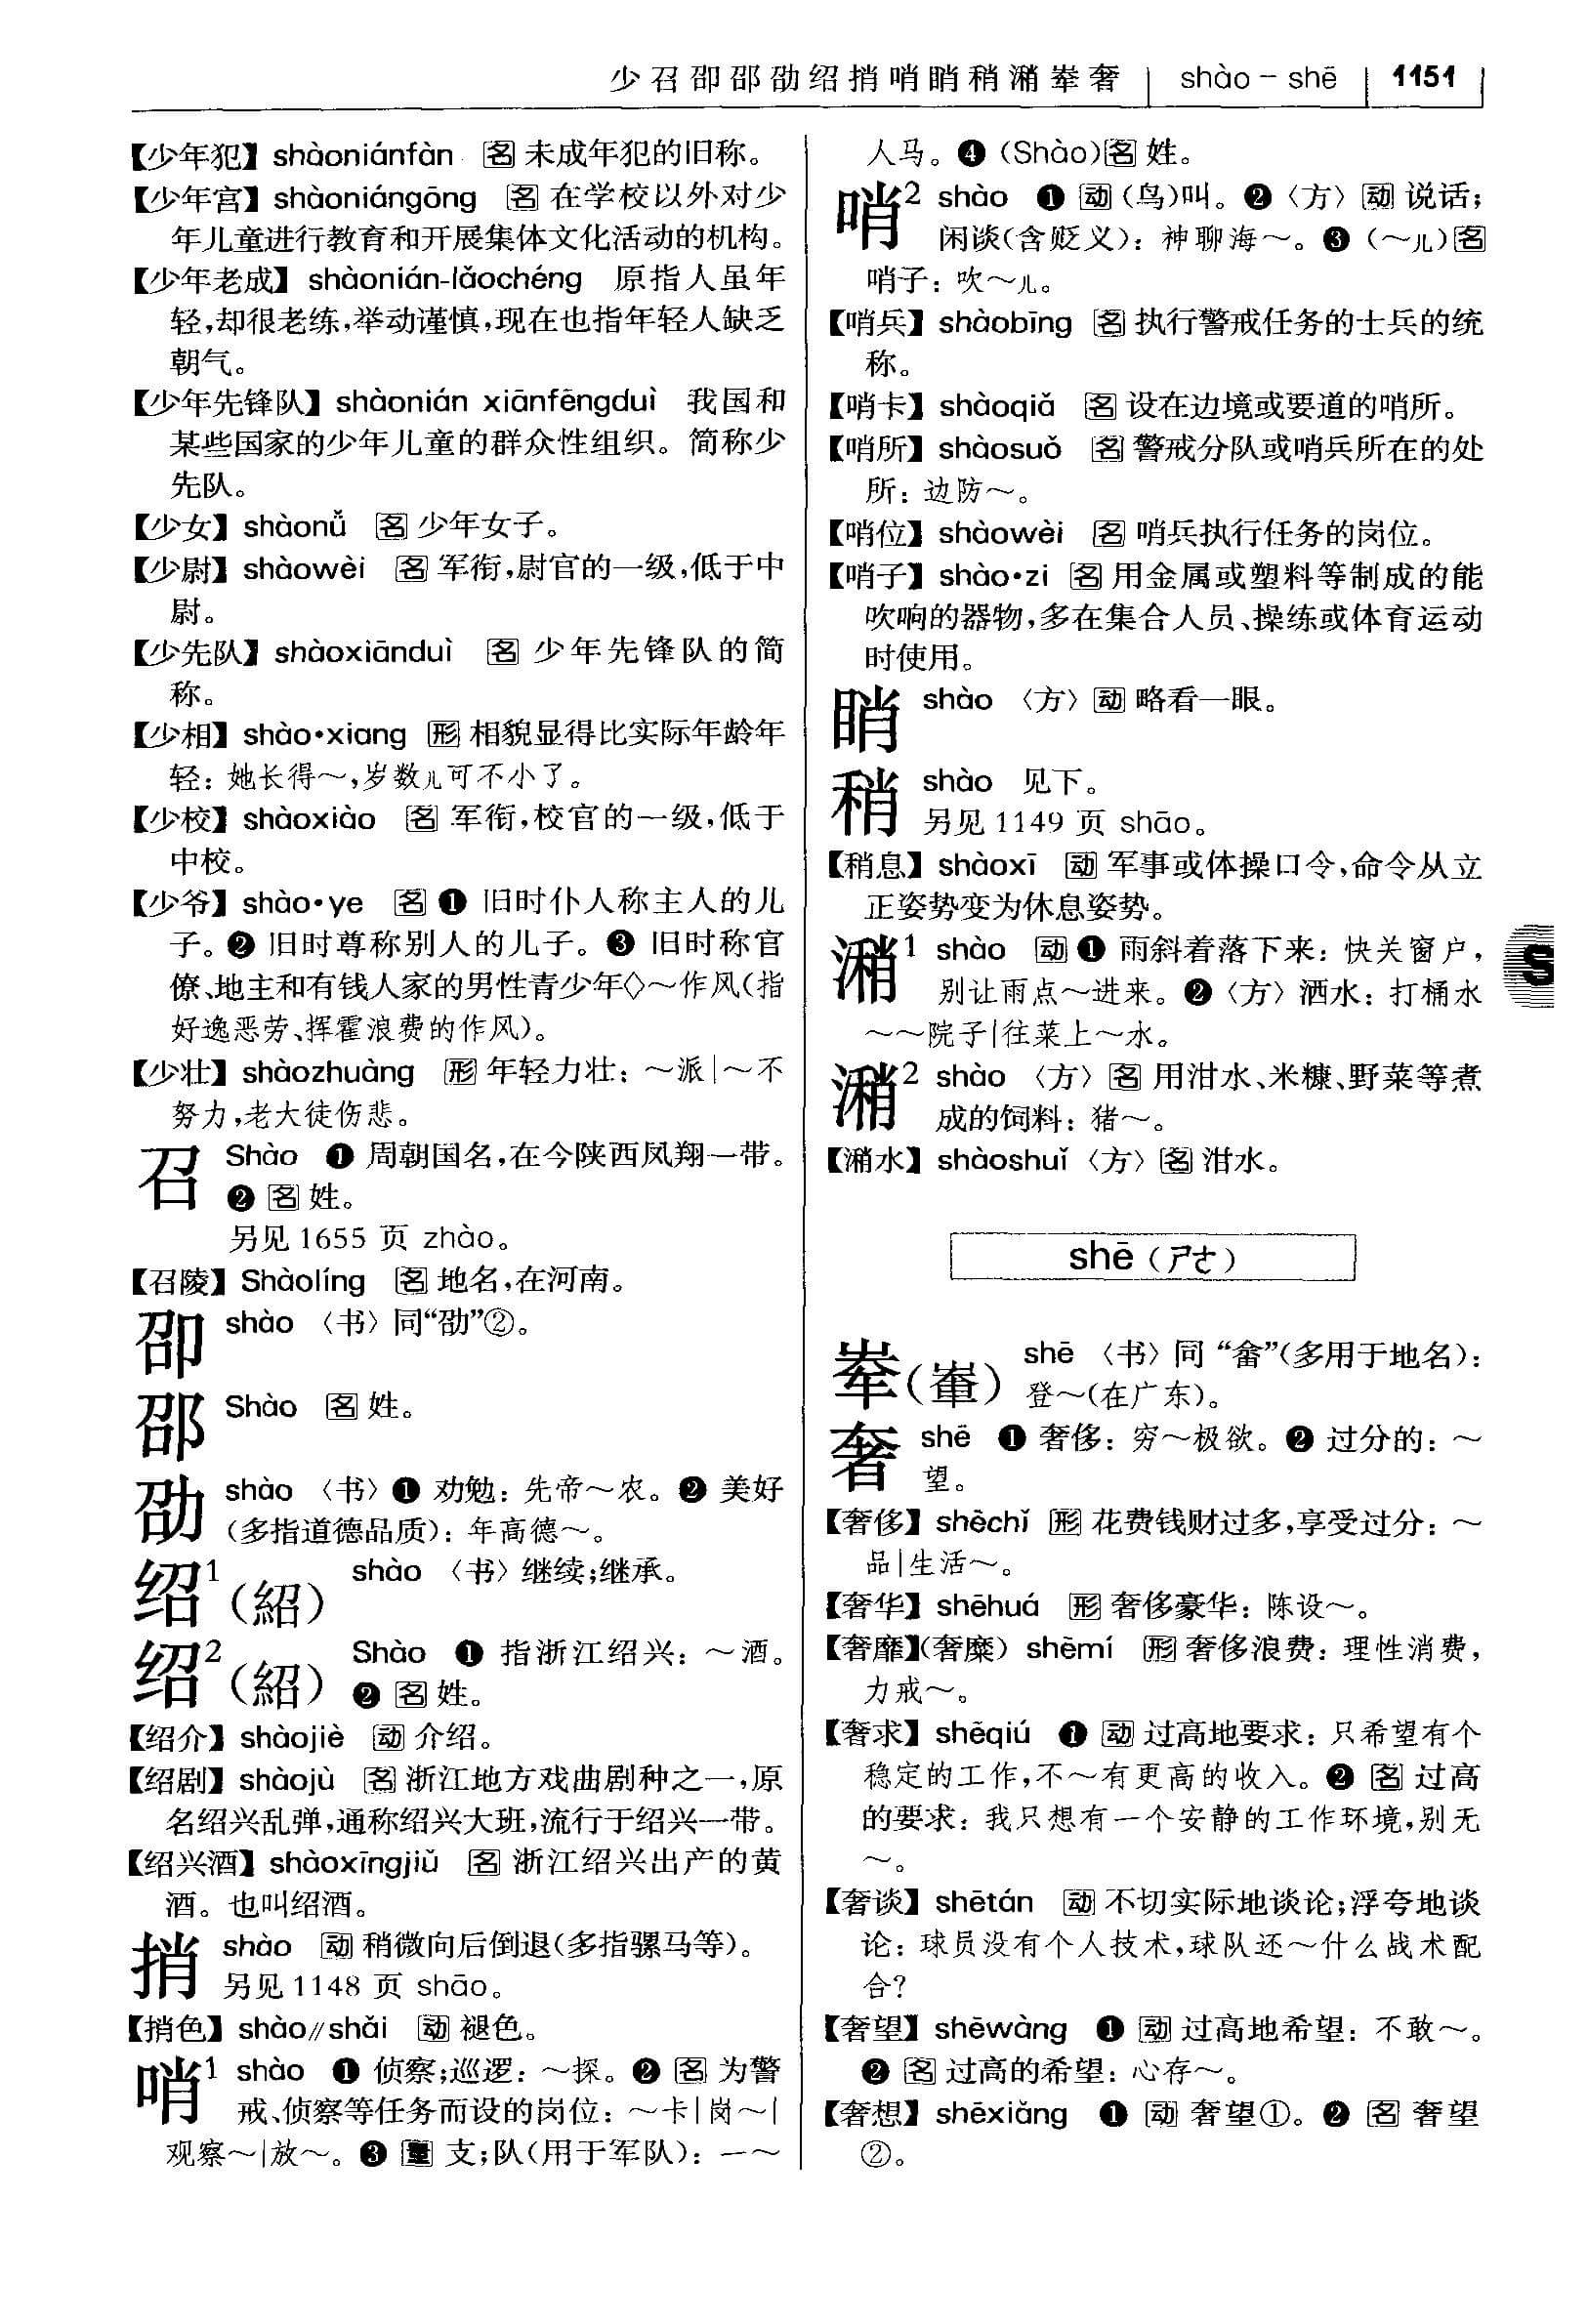 少召卲邵劭绍捎哨睄稍潲𪨶奢 shào－shē 1151
【少年犯】shàoniánfàn 名 未成年犯的旧称。
【少年宫】shàoniángōng 名 在学校以外对少
年儿童进行教育和开展集体文化活动的机构。
【少年老成】shàonián-lǎochéng 原指人虽年
轻,却很老练,举动谨慎,现在也指年轻人缺乏
朝气。
【少年先锋队】shàonián xiānfēngduì 我国和
某些国家的少年儿童的群众性组织。简称少
先队。
【少女】shàonǚ 名 少年女子。
【少尉】shàowèi 名 军衔,尉官的一级,低于中
尉。
【少先队】shàoxiānduì 名 少年先锋队的简
称。
【少相】shào•xiang 形 相貌显得比实际年龄年
轻：她长得～,岁数儿可不小了。
【少校】shàoxiào 名 军衔,校官的一级,低于
中校。
【少爷】shào•ye 名 ❶ 旧时仆人称主人的儿
子。❷ 旧时尊称别人的儿子。❸ 旧时称官
僚、地主和有钱人家的男性青少年◇～作风(指
好逸恶劳、挥霍浪费的作风)。
【少壮】shàozhuàng 形 年轻力壮：～派|～不
努力,老大徒伤悲。
召 Shào ❶ 周朝国名,在今陕西凤翔一带。
❷ 名 姓。
另见 1655 页 zhào。
【召陵】Shàolíng 名 地名,在河南。
卲 shào 〈书〉同“劭”②。
邵 Shào 名 姓。
劭 shào 〈书〉❶ 劝勉：先帝～农。❷ 美好
(多指道德品质)：年高德～。
绍1(紹) shào 〈书〉继续;继承。
绍2(紹) Shào ❶ 指浙江绍兴：～酒。
❷ 名 姓。
【绍介】shàojiè 动 介绍。
【绍剧】shàojù 名 浙江地方戏曲剧种之一,原
名绍兴乱弹,通称绍兴大班,流行于绍兴一带。
【绍兴酒】shàoxīngjiǔ 名 浙江绍兴出产的黄
酒。也叫绍酒。
捎 shào 动 稍微向后倒退(多指骡马等)。
另见 1148 页 shāo。
【捎色】shào∥shǎi 动 褪色。
哨1 shào ❶ 侦察;巡逻：～探。❷ 名 为警
戒、侦察等任务而设的岗位：～卡|岗～|
观察～|放～。❸ 量 支;队(用于军队)：一～
人马。❹ (Shào)名 姓。
哨2 shào ❶ 动 (鸟)叫。❷〈方〉动 说话;
闲谈(含贬义)：神聊海～。❸ (～儿)名
哨子：吹～儿。
【哨兵】shàobīng 名 执行警戒任务的士兵的统
称。
【哨卡】shàoqiǎ 名 设在边境或要道的哨所。
【哨所】shàosuǒ 名 警戒分队或哨兵所在的处
所：边防～。
【哨位】shàowèi 名 哨兵执行任务的岗位。
【哨子】shào•zi 名 用金属或塑料等制成的能
吹响的器物,多在集合人员、操练或体育运动
时使用。
睄 shào 〈方〉动 略看一眼。
稍 shào 见下。
另见 1149 页 shāo。
【稍息】shàoxī 动 军事或体操口令,命令从立
正姿势变为休息姿势。
潲1 shào 动 ❶ 雨斜着落下来：快关窗户,
别让雨点～进来。❷〈方〉洒水：打桶水
～～院子|往菜上～水。
潲2 shào 〈方〉名 用泔水、米糠、野菜等煮
成的饲料：猪～。
【潲水】shàoshuǐ〈方〉名 泔水。
shē（ㄕㄜ）
shē 〈书〉同“畲”(多用于地名)：
登～(在广东)。
奢 shē ❶ 奢侈：穷～极欲。❷ 过分的：～
望。
【奢侈】shēchǐ 形 花费钱财过多,享受过分：～
品|生活～。
【奢华】shēhuá 形 奢侈豪华：陈设～。
【奢靡】(奢糜) shēmí 形 奢侈浪费：理性消费,
力戒～。
【奢求】shēqiú ❶ 动 过高地要求：只希望有个
稳定的工作,不～有更高的收入。❷ 名 过高
的要求：我只想有一个安静的工作环境,别无
～。
【奢谈】shētán 动 不切实际地谈论;浮夸地谈
论：球员没有个人技术,球队还～什么战术配
合?
【奢望】shēwàng ❶ 动 过高地希望：不敢～。
❷ 名 过高的希望：心存～。
【奢想】shēxiǎng ❶ 动 奢望①。❷ 名 奢望
②。
S